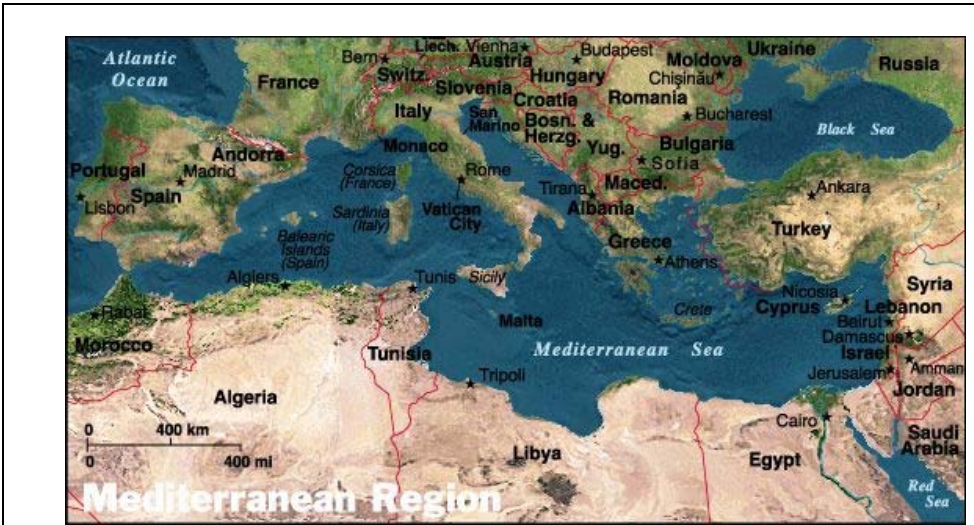 Atlantic
Ocean
Portugal
Lisbon
Spain
Madrid
Andorra
France
Bern
Switz.
Liech.
Vienna
Austria
Slovenia
Italy
Monaco
San
Marino
Croatia
Bosn. &
Herzg.
Yug.
Hungary
Budapest
Romania
Moldova
Chişinău
Ukraine
Russia
Bucharest
Bulgaria
Sofia
Black Sea
Corsica
(France)
Sardinia
(Italy)
Rome
Vatican
City
Tirana
Maced.
Albania
Greece
Athens
Ankara
Turkey
Balearic
Islands
(Spain)
Algiers
Tunis
Sicily
Malta
Crete
Nicosia
Cyprus
Syria
Lebanon
Beirut
Damascus
Israel
Jerusalem
Amman
Jordan
Mediterranean Sea
Rabat
Morocco
Algeria
Tunisia
Tripoli
Libya
Cairo
Egypt
Saudi
Arabia
Red
Sea
0 400 km
0 400 mi
Mediterranean Region